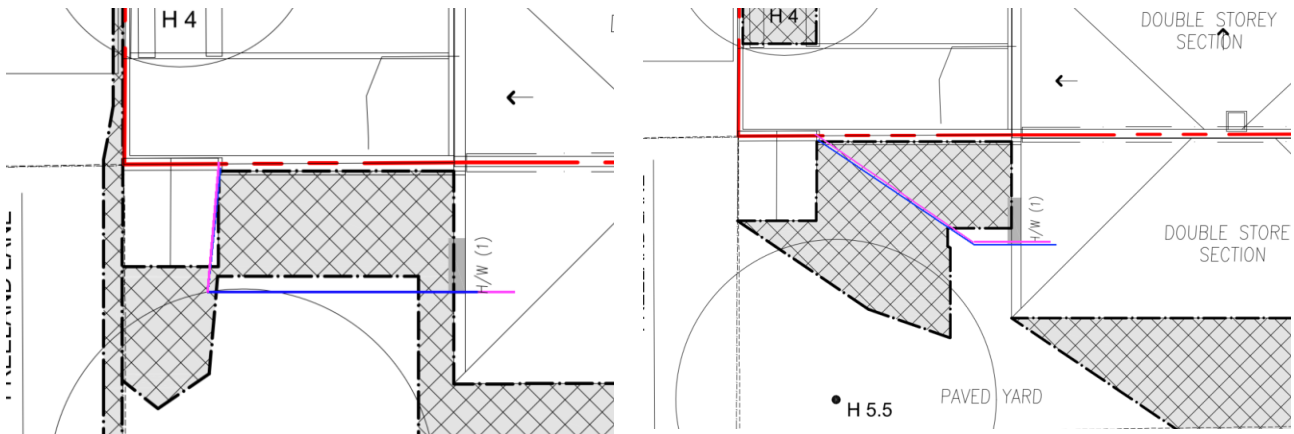 H 4
H/W (1)
H 4
DOUBLE STOREY
SECTION
H/W (1)
DOUBLE STORE
SECTION
PAVED YARD
H 5.5